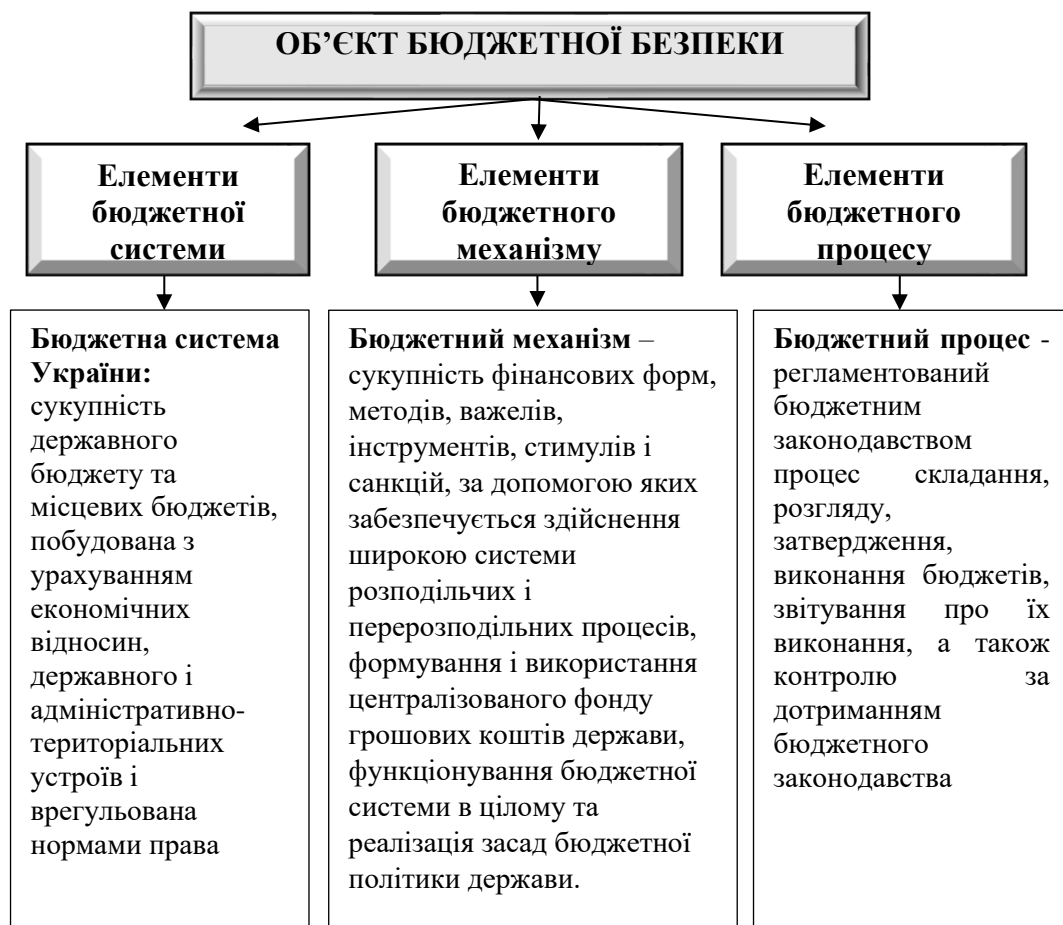 ОБ’ЄКТ БЮДЖЕТНОЇ БЕЗПЕКИ
Елементи
бюджетної
системи
Елементи
бюджетного
механізму
Елементи
бюджетного
процесу
Бюджетна система
України:
сукупність
державного
бюджету та
місцевих бюджетів,
побудована з
урахуванням
економічних
відносин,
державного і
адміністративно-
територіальних
устроїв і
врегульована
нормами права
Бюджетний механізм –
сукупність фінансових форм,
методів, важелів,
інструментів, стимулів і
санкцій, за допомогою яких
забезпечується здійснення
широкою системи
розподільчих і
перерозподільних процесів,
формування і використання
централізованого фонду
грошових коштів держави,
функціонування бюджетної
системи в цілому та
реалізація засад бюджетної
політики держави.
Бюджетний процес -
регламентований
бюджетним
законодавством
процес складання,
розгляду,
затвердження,
виконання бюджетів,
звітування про їх
виконання, а також
контролю за
дотриманням
бюджетного
законодавства